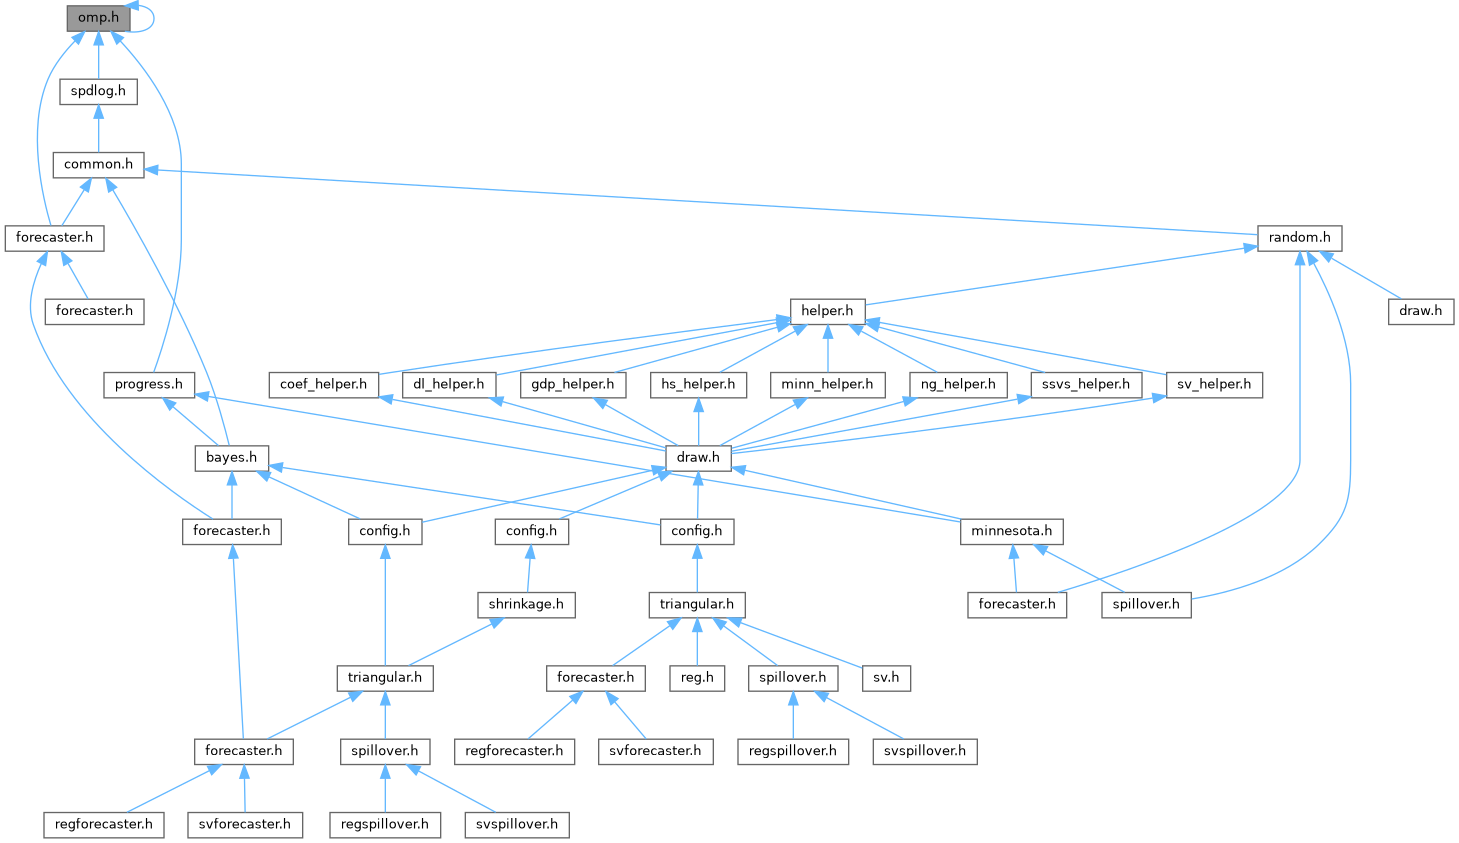 omp.h
spdlog.h
common.h
forecaster.h
random.h
forecaster.h
helper.h
draw.h
progress.h
coef_helper.h
dl_helper.h
gdp_helper.h
hs_helper.h
minn_helper.h
ng_helper.h
ssvs_helper.h
sv_helper.h
bayes.h
draw.h
forecaster.h
config.h
config.h
config.h
minnesota.h
shrinkage.h
triangular.h
forecaster.h
spillover.h
triangular.h
forecaster.h
reg.h
spillover.h
sv.h
forecaster.h
spillover.h
regforecaster.h
svforecaster.h
regspillover.h
svspillover.h
regforecaster.h
svforecaster.h
regspillover.h
svspillover.h